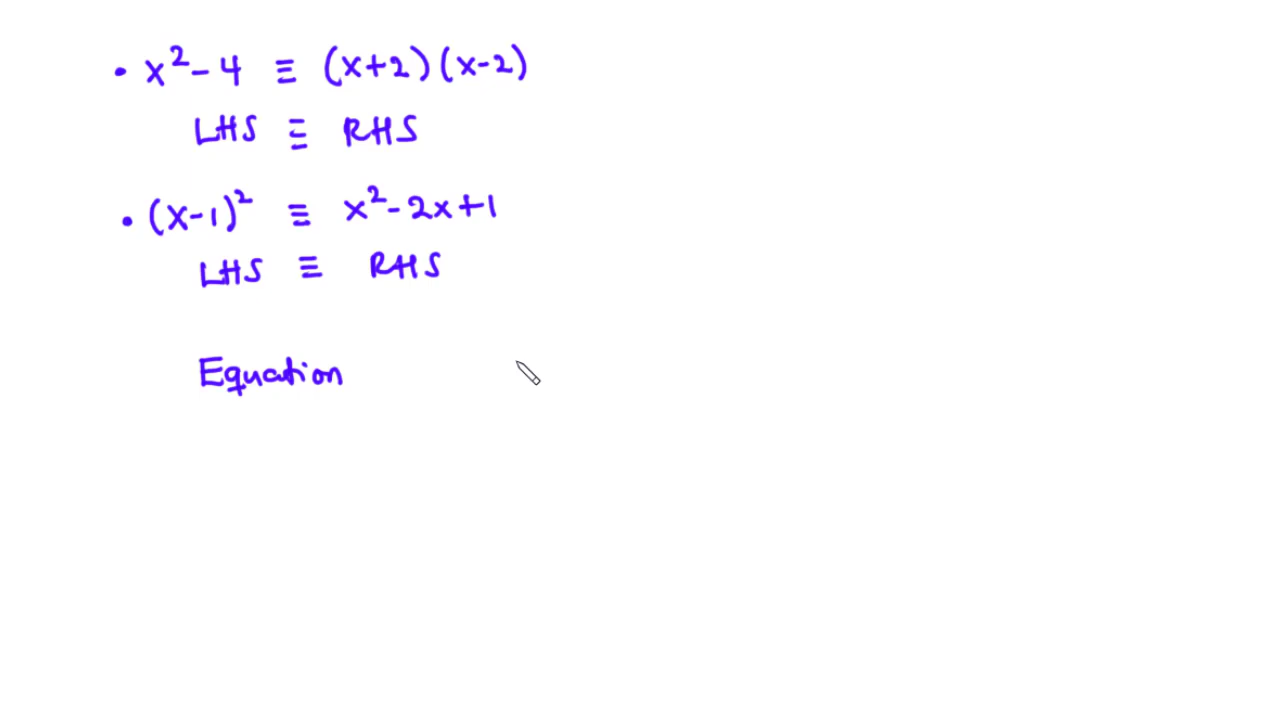 • x² - 4 ≡ (x+2)(x-2)
LHS ≡ RHS
• (x-1)² ≡ x² - 2x + 1
LHS ≡ RHS
Equation